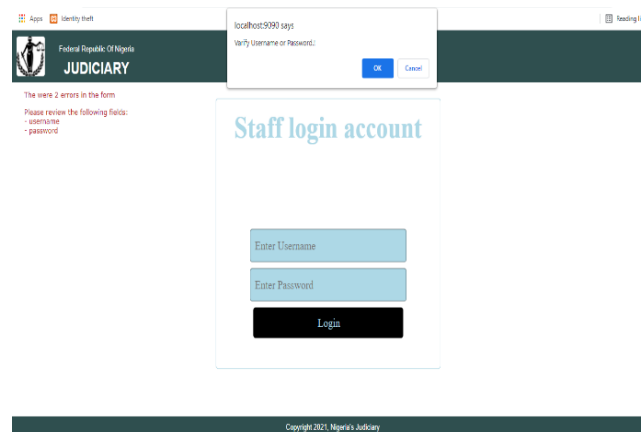 Apps Identity theft
Reading
localhost:9090 says
Varify Username or Password.!
OK Cancel
Federal Republic Of Nigeria
JUDICIARY
The were 2 errors in the form
Please review the following fields:
- username
- password
Staff login account
Enter Username
Enter Password
Login
Copyright 2021, Nigeria's Judiciary